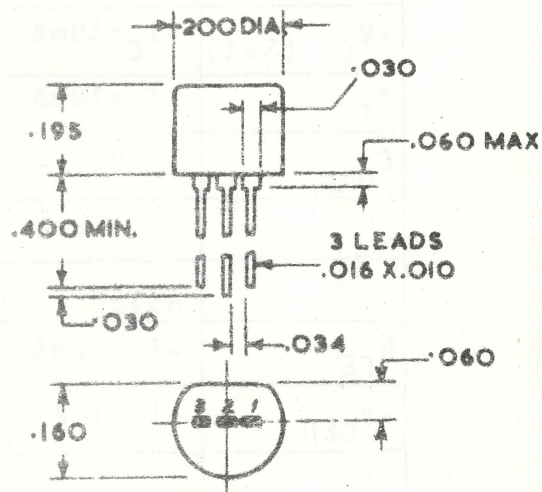 .200 DIA
.030
.195
.060 MAX
.400 MIN.
3 LEADS
.016 X .010
.030
.034
.060
3 2 1
.160